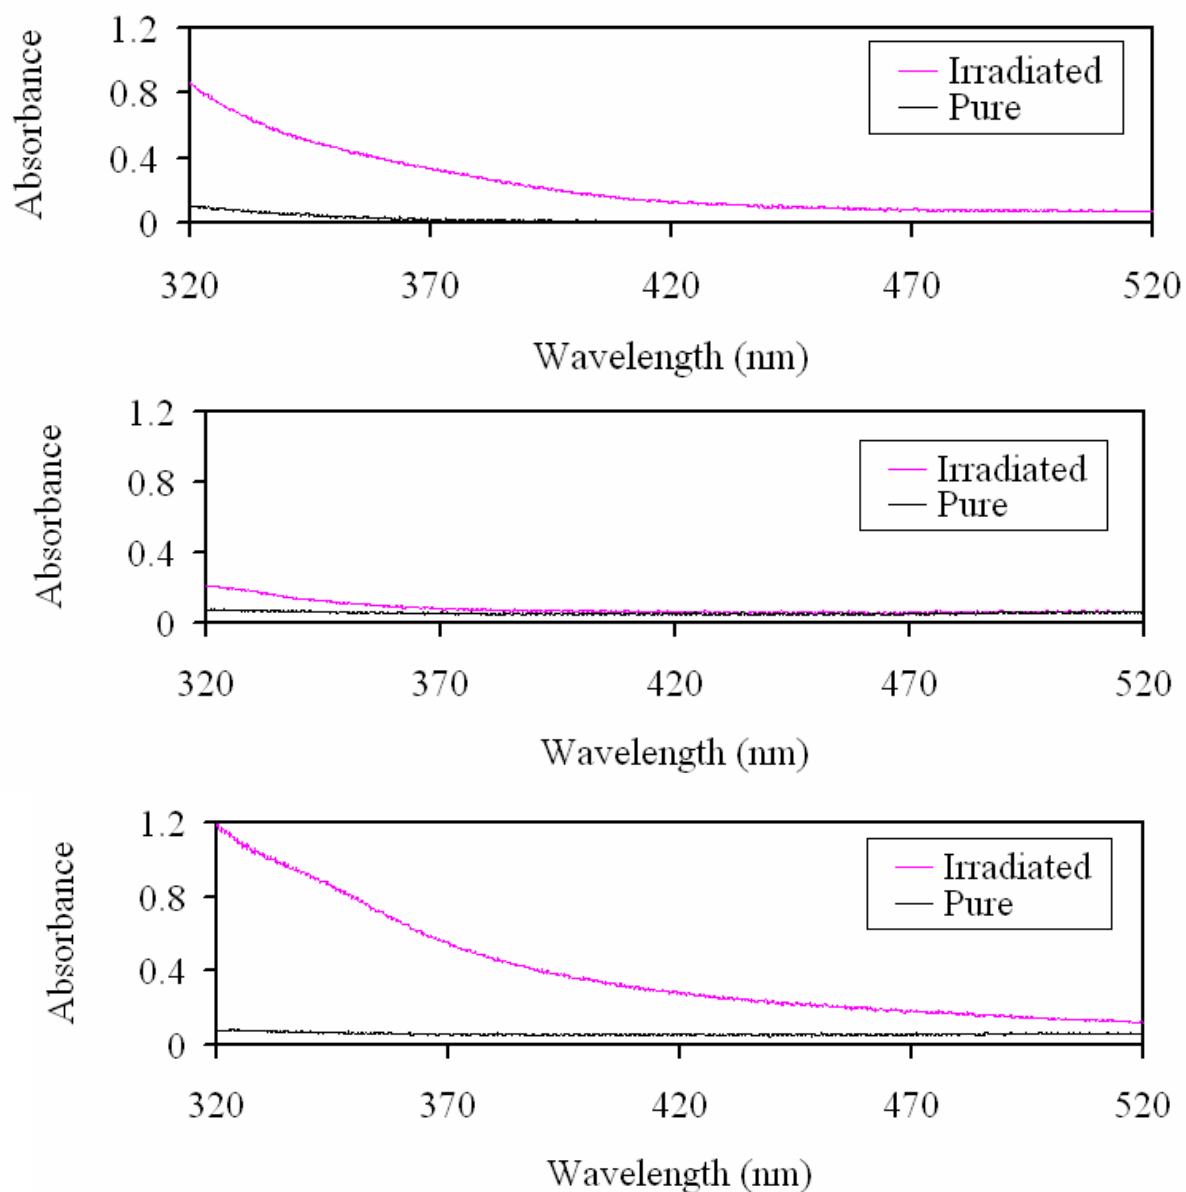 Absorbance
1.2
0.8
0.4
0
Irradiated
Pure
320 370 420 470 520
Wavelength (nm)
Absorbance
1.2
0.8
0.4
0
Irradiated
Pure
320 370 420 470 520
Wavelength (nm)
Absorbance
1.2
0.8
0.4
0
Irradiated
Pure
320 370 420 470 520
Wavelength (nm)